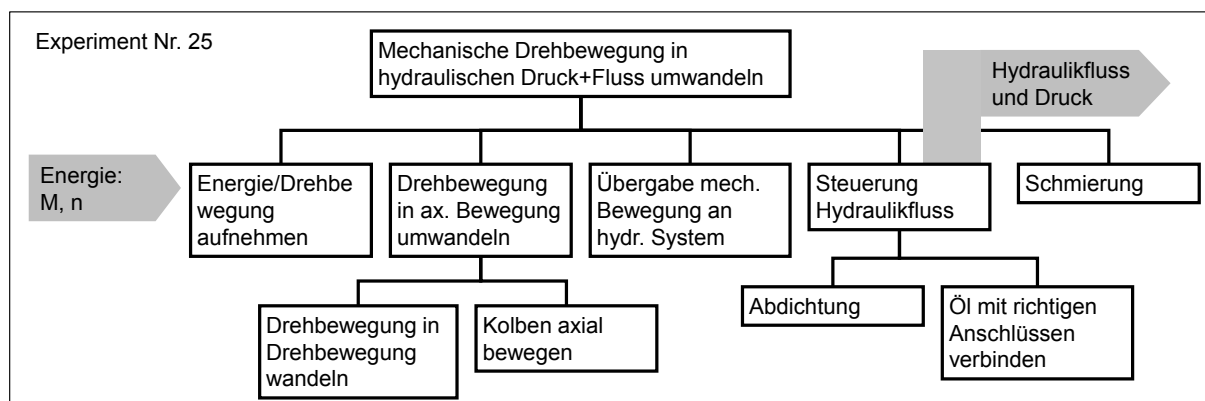 Experiment Nr. 25
Mechanische Drehbewegung in
hydraulischen Druck+Fluss umwandeln
Hydraulikfluss
und Druck
Energie:
M, n
Energie/Drehbe
wegung
aufnehmen
Drehbewegung
in ax. Bewegung
umwandeln
Übergabe mech.
Bewegung an
hydr. System
Steuerung
Hydraulikfluss
Schmierung
Drehbewegung in
Drehbewegung
wandeln
Kolben axial
bewegen
Abdichtung
Öl mit richtigen
Anschlüssen
verbinden